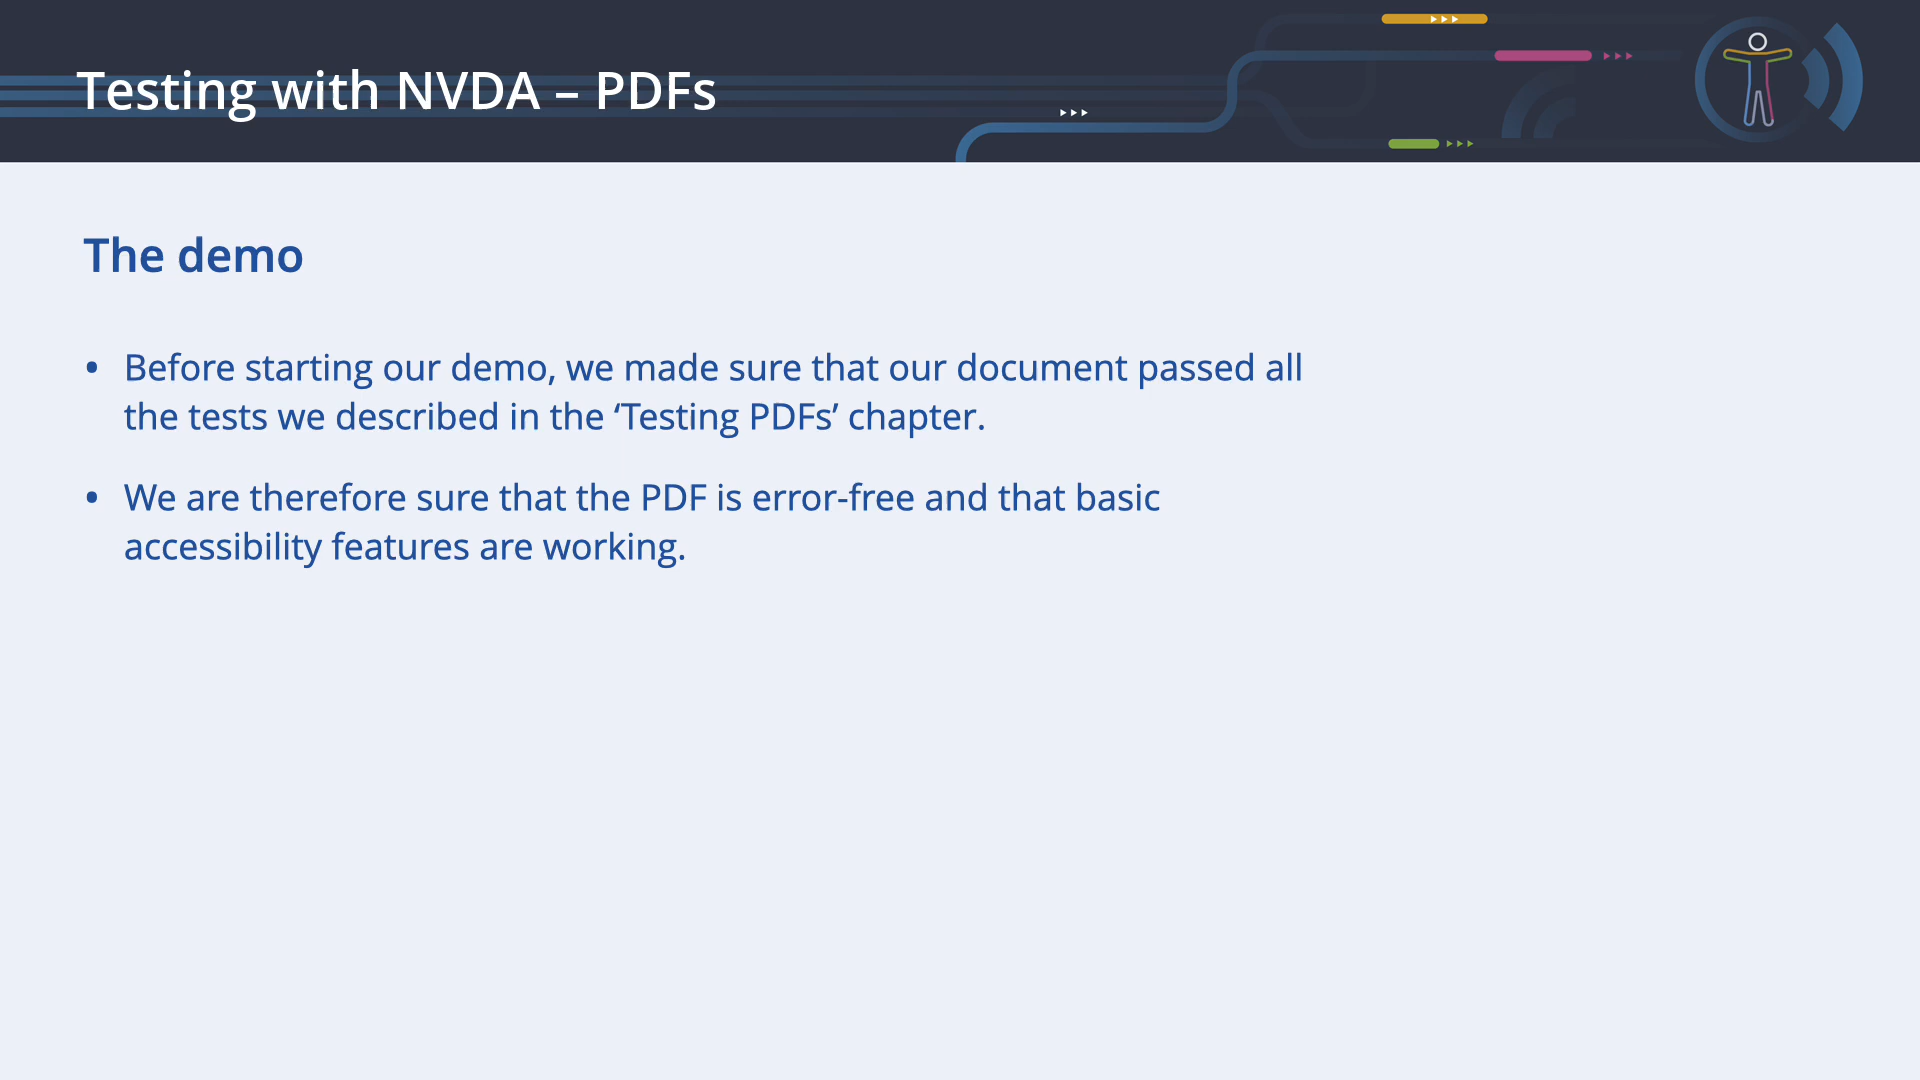 Testing with NVDA – PDFs
The demo
• Before starting our demo, we made sure that our document passed all
the tests we described in the ‘Testing PDFs’ chapter.
• We are therefore sure that the PDF is error-free and that basic
accessibility features are working.